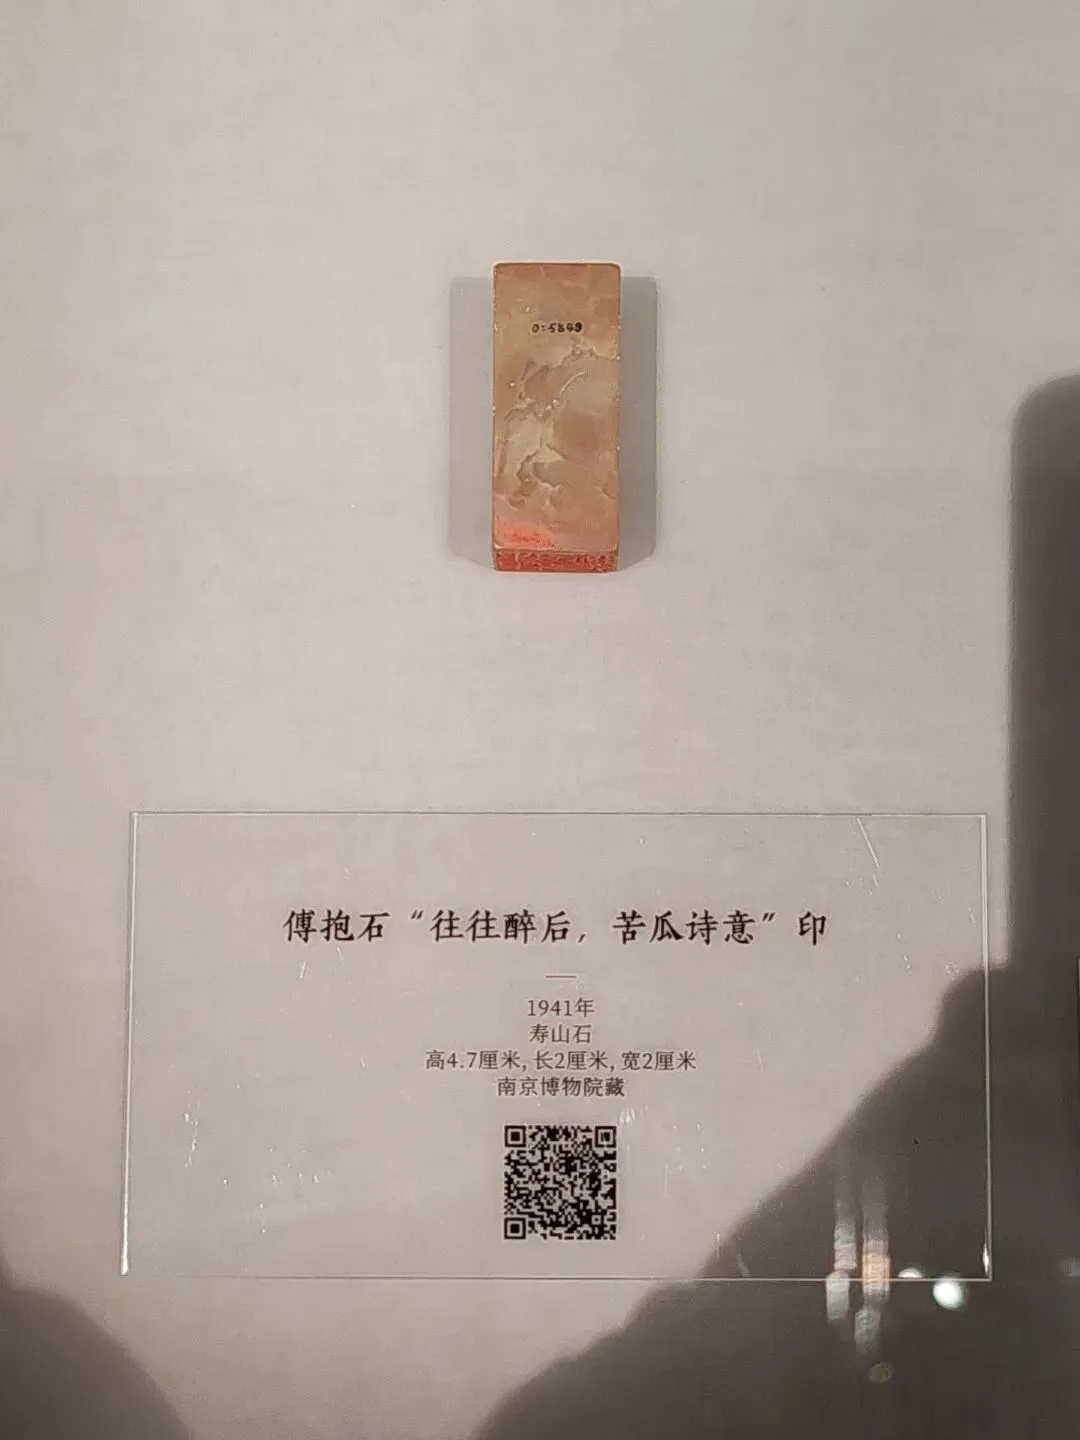 0:5849
傅抱石“往往醉后，苦瓜诗意”印
1941年
寿山石
高4.7厘米, 长2厘米, 宽2厘米
南京博物院藏